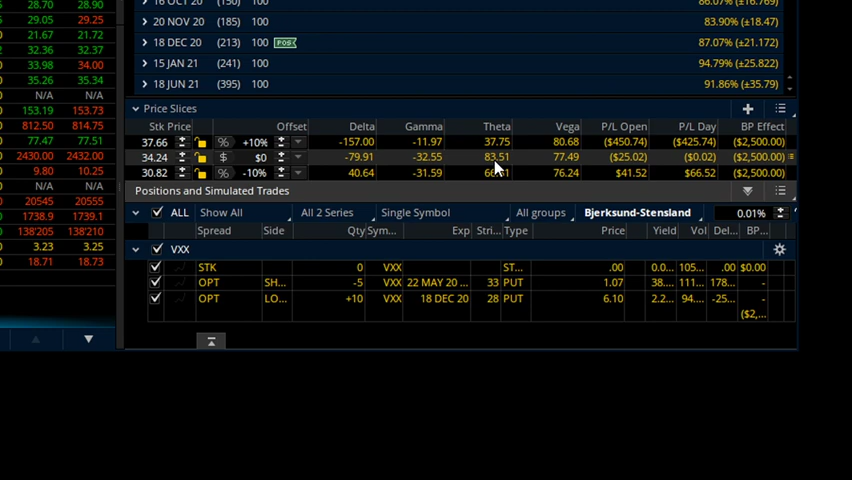 28.70 28.90
16 OCT 20 (150) 100 86.07% (±16.769)
29.05 29.25
20 NOV 20 (185) 100 83.90% (±18.47)
21.67 21.72
32.36 32.37
18 DEC 20 (213) 100 POS 87.07% (±21.172)
33.98 34.00
15 JAN 21 (241) 100 94.79% (±25.822)
35.26 35.34
18 JUN 21 (395) 100 91.86% (±35.79)
N/A N/A
153.19 153.73
Price Slices
812.50 814.75
Stk Price Offset Delta Gamma Theta Vega P/L Open P/L Day BP Effect
77.47 77.51
37.66 % +10% -157.00 -11.97 37.75 80.68 ($450.74) ($425.74) ($2,500.00)
2430.00 2432.00
34.24 $ $0 -79.91 -32.55 83.51 77.49 ($25.02) ($0.02) ($2,500.00)
9.80 10.25
30.82 % -10% 40.64 -31.59 76.24 $41.52 $66.52 ($2,500.00)
N/A N/A
Positions and Simulated Trades
20545 20555
1738.9 1739.1
ALL Show All All 2 Series Single Symbol All groups Bjerksund-Stensland 0.01%
138'205 138'210
Spread Side Qty Sym... Exp Stri... Type Price Yield Vol Del... BP...
3.23 3.25
VXX
18.71 18.73
STK 0 VXX ST... .00 0.0... 105... .00 $0.00
OPT SH... -5 VXX 22 MAY 20 ... 33 PUT 1.07 38.... 111... 178... -
OPT LO... +10 VXX 18 DEC 20 28 PUT 6.10 2.2... 94.... -25... -
($2,...